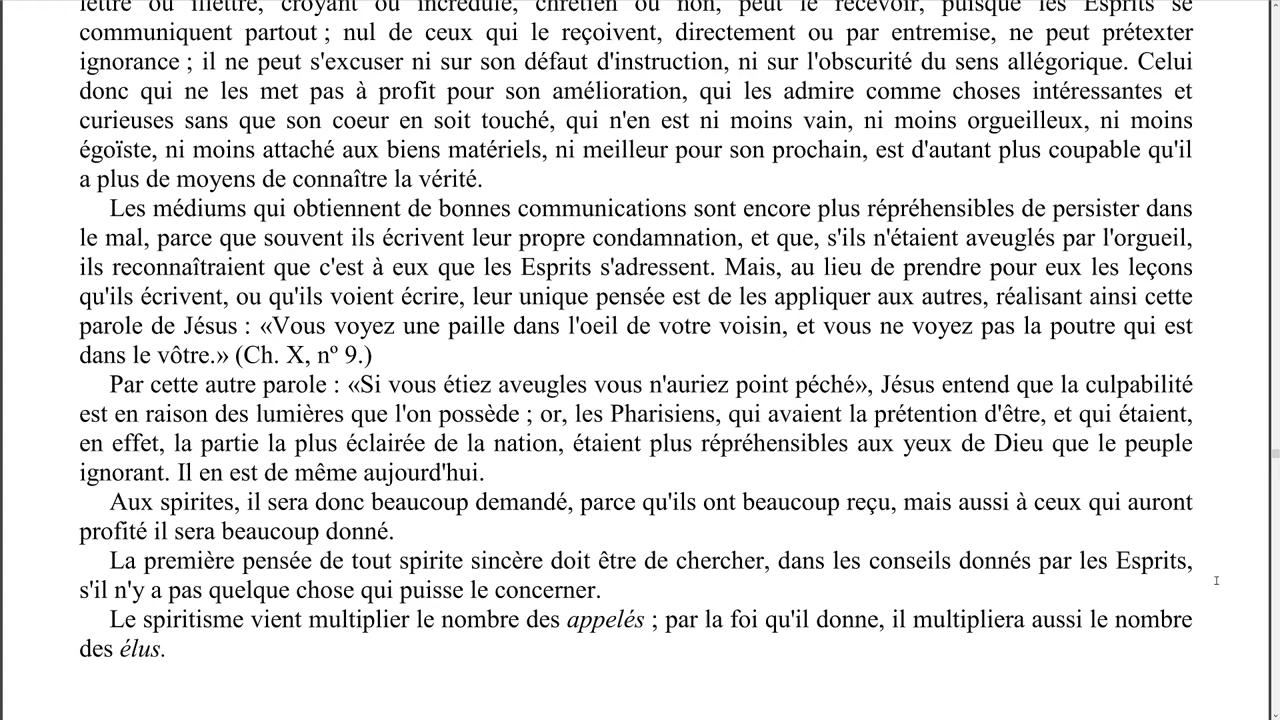 lettré ou illettré, croyant ou incrédule, chrétien ou non, peut le recevoir, puisque les Esprits se
communiquent partout ; nul de ceux qui le reçoivent, directement ou par entremise, ne peut prétexter
ignorance ; il ne peut s'excuser ni sur son défaut d'instruction, ni sur l'obscurité du sens allégorique. Celui
donc qui ne les met pas à profit pour son amélioration, qui les admire comme choses intéressantes et
curieuses sans que son coeur en soit touché, qui n'en est ni moins vain, ni moins orgueilleux, ni moins
égoïste, ni moins attaché aux biens matériels, ni meilleur pour son prochain, est d'autant plus coupable qu'il
a plus de moyens de connaître la vérité.
Les médiums qui obtiennent de bonnes communications sont encore plus répréhensibles de persister dans
le mal, parce que souvent ils écrivent leur propre condamnation, et que, s'ils n'étaient aveuglés par l'orgueil,
ils reconnaîtraient que c'est à eux que les Esprits s'adressent. Mais, au lieu de prendre pour eux les leçons
qu'ils écrivent, ou qu'ils voient écrire, leur unique pensée est de les appliquer aux autres, réalisant ainsi cette
parole de Jésus : «Vous voyez une paille dans l'oeil de votre voisin, et vous ne voyez pas la poutre qui est
dans le vôtre.» (Ch. X, nº 9.)
Par cette autre parole : «Si vous étiez aveugles vous n'auriez point péché», Jésus entend que la culpabilité
est en raison des lumières que l'on possède ; or, les Pharisiens, qui avaient la prétention d'être, et qui étaient,
en effet, la partie la plus éclairée de la nation, étaient plus répréhensibles aux yeux de Dieu que le peuple
ignorant. Il en est de même aujourd'hui.
Aux spirites, il sera donc beaucoup demandé, parce qu'ils ont beaucoup reçu, mais aussi à ceux qui auront
profité il sera beaucoup donné.
La première pensée de tout spirite sincère doit être de chercher, dans les conseils donnés par les Esprits,
s'il n'y a pas quelque chose qui puisse le concerner.
Le spiritisme vient multiplier le nombre des appelés ; par la foi qu'il donne, il multipliera aussi le nombre
des élus.